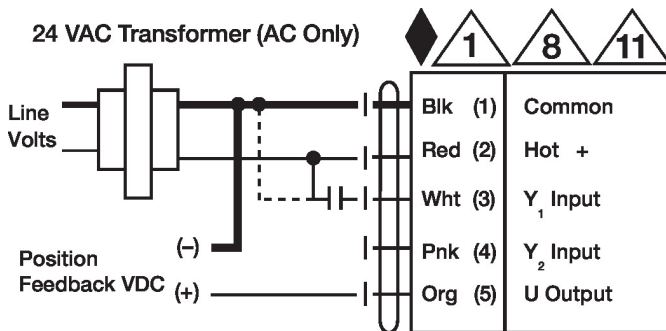 24 VAC Transformer (AC Only)
1 8 11
Line
Volts
Blk (1) Common
Red (2) Hot +
Wht (3) Y1 Input
Pnk (4) Y2 Input
Org (5) U Output
Position
Feedback VDC
(–)
(+)